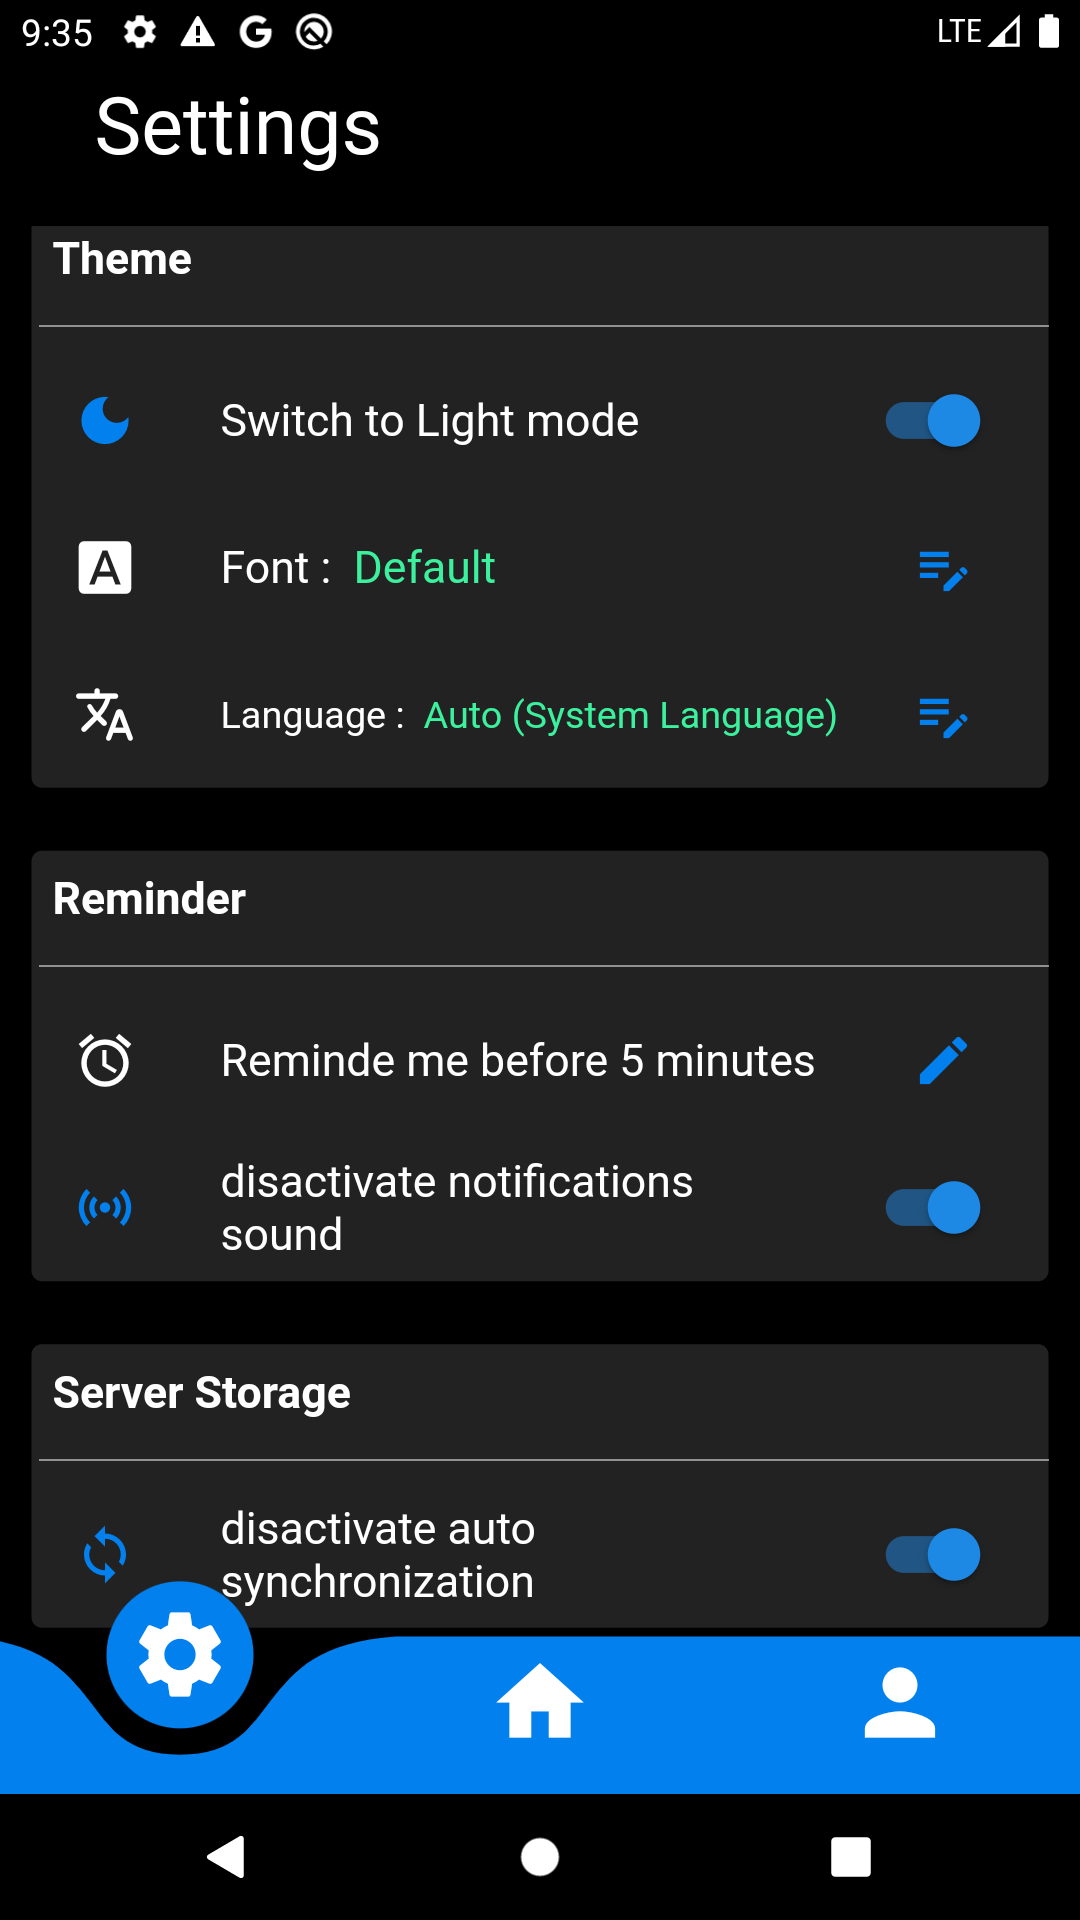 9:35
LTE
Settings
Theme
Switch to Light mode
Font : Default
Language : Auto (System Language)
Reminder
Reminde me before 5 minutes
disactivate notifications
sound
Server Storage
disactivate auto
synchronization